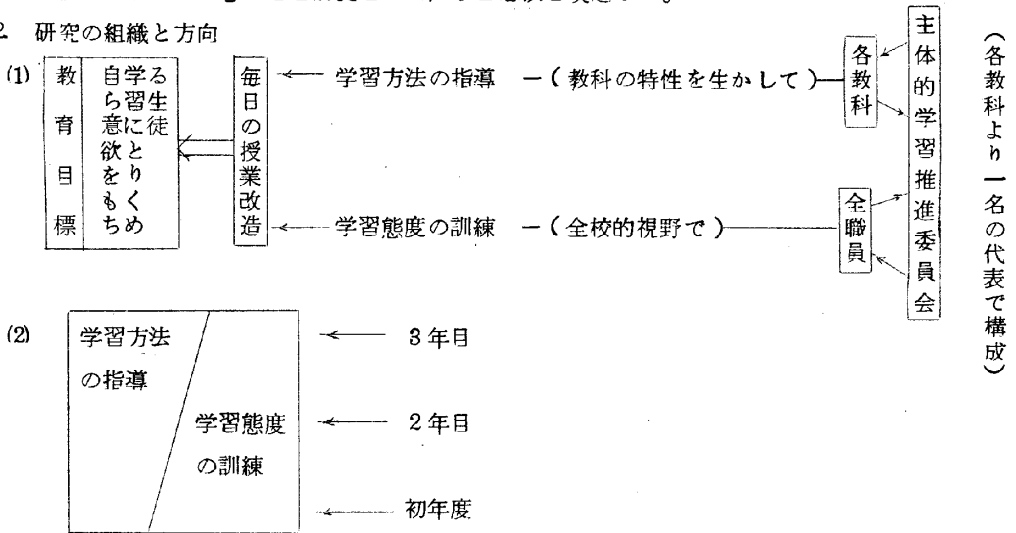 2. 研究の組織と方向
(1)
教育目標
自ら意欲をもち
学習にとりくめ
る生徒
毎日の授業改造
学習方法の指導 ー(教科の特性を生かして)
各教科
学習態度の訓練 ー(全校的視野で)
全職員
主体的学習推進委員会
(各教科より一名の代表で構成)
(2)
学習方法
の指導
学習態度
の訓練
3年目
2年目
初年度